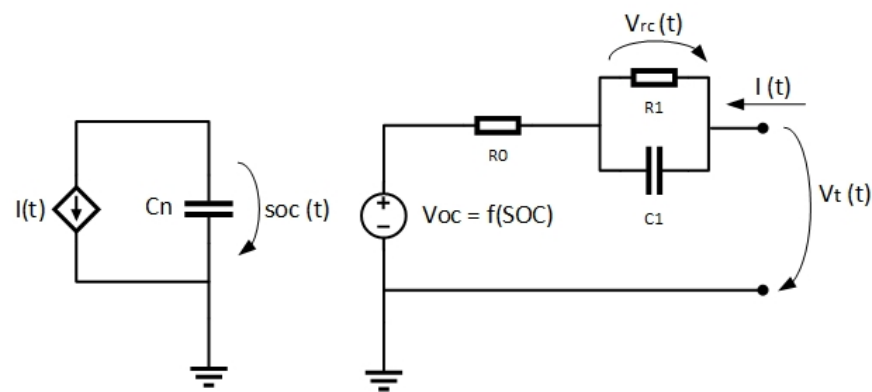 I(t)
Cn
soc (t)
Voc = f(SOC)
R0
Vrc (t)
R1
C1
I (t)
Vt (t)